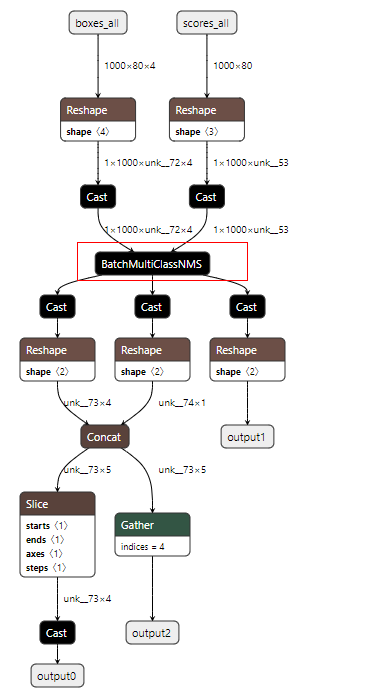 boxes_all
scores_all
1000×80×4
1000×80
Reshape
shape 〈4〉
Reshape
shape 〈3〉
1×1000×unk__72×4
1×1000×unk__53
Cast
Cast
1×1000×unk__72×4
1×1000×unk__53
BatchMultiClassNMS
Cast
Cast
Cast
Reshape
shape 〈2〉
Reshape
shape 〈2〉
Reshape
shape 〈2〉
unk__73×4
unk__74×1
Concat
output1
unk__73×5
unk__73×5
Slice
starts 〈1〉
ends 〈1〉
axes 〈1〉
steps 〈1〉
Gather
indices = 4
unk__73×4
Cast
output2
output0